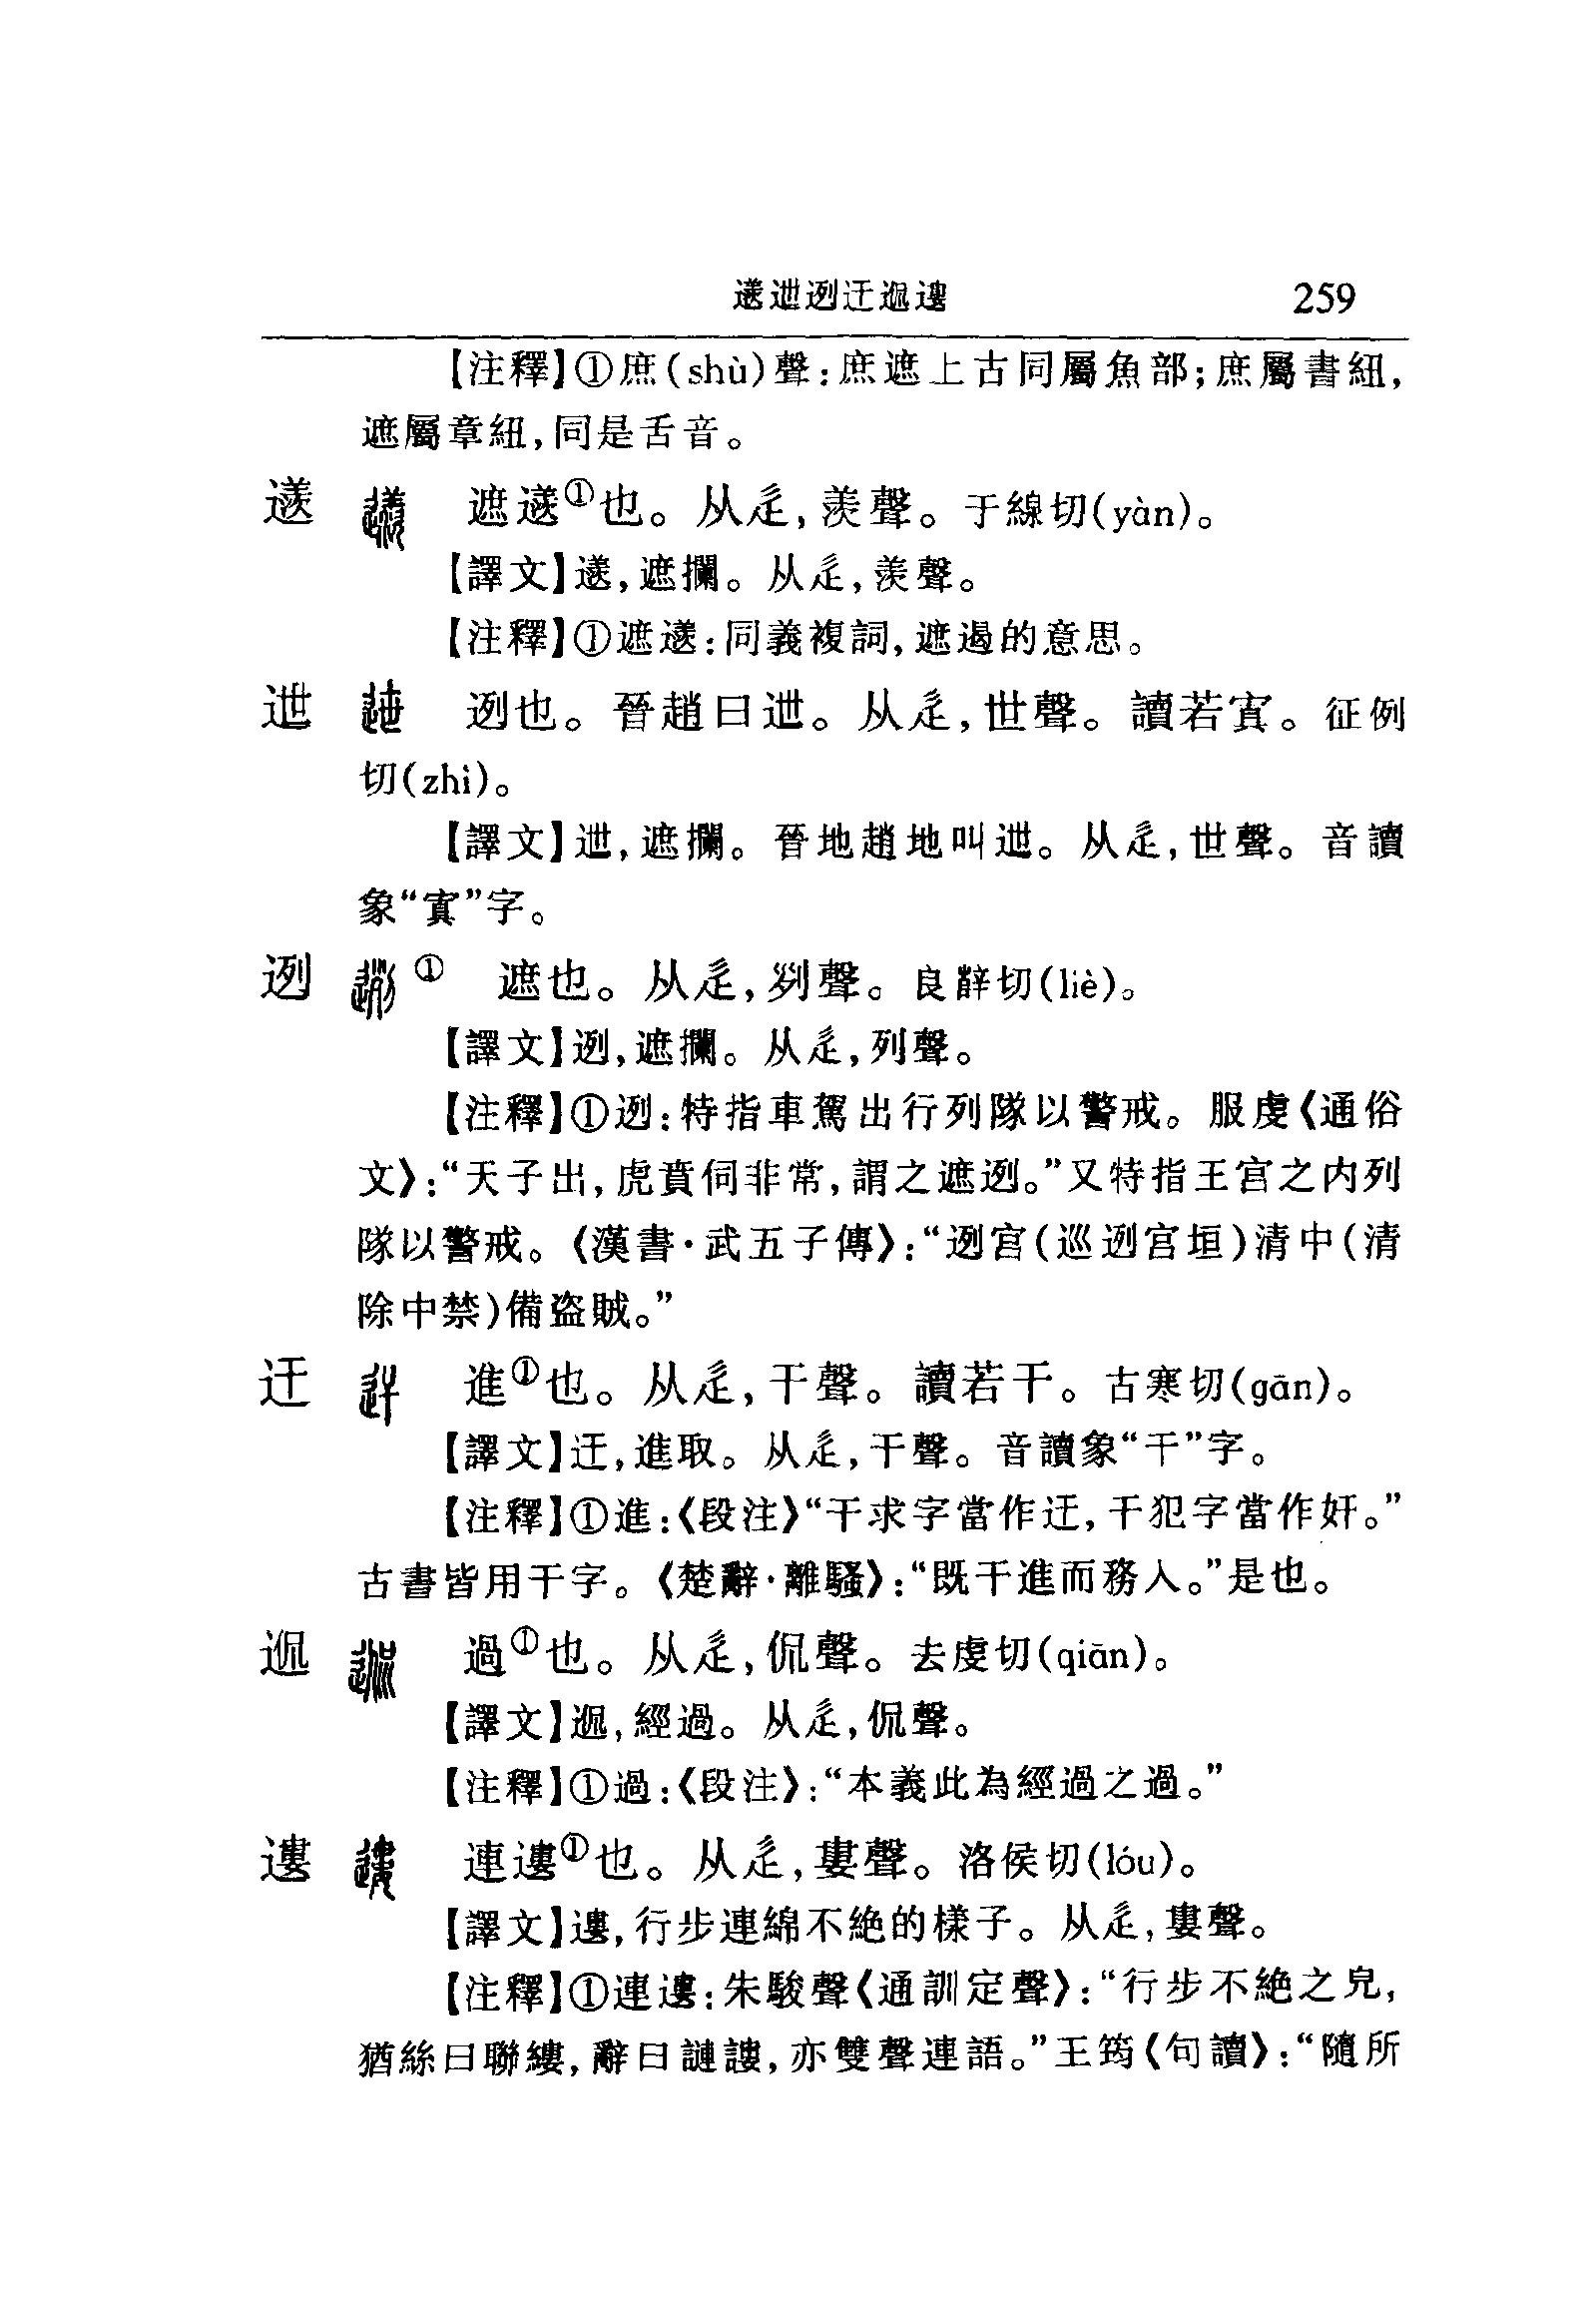 䢭迣迾迀𨔂遱 259
【注釋】①庶(shù)聲:庶遮上古同屬魚部;庶屬書紐,
遮屬章紐,同是舌音。
䢭 遮䢭①也。从辵,羨聲。于線切(yàn)。
【譯文】䢭,遮攔。从辵,羨聲。
【注釋】①遮䢭:同義複詞,遮遏的意思。
迣 迾也。晉趙曰迣。从辵,世聲。讀若寘。征例
切(zhì)。
【譯文】迣,遮攔。晉地趙地叫迣。从辵,世聲。音讀
象“寘”字。
迾 ① 遮也。从辵,𠛱聲。良辥切(liè)。
【譯文】迾,遮攔。从辵,列聲。
【注釋】①迾:特指車駕出行列隊以警戒。服虔《通俗
文》:“天子出,虎賁伺非常,謂之遮迾。”又特指王宮之内列
隊以警戒。《漢書·武五子傳》:“迾宮(巡迾宮垣)清中(清
除中禁)備盜賊。”
迀 進①也。从辵,干聲。讀若干。古寒切(gān)。
【譯文】迀,進取。从辵,干聲。音讀象“干”字。
【注釋】①進:《段注》“干求字當作迀,干犯字當作奸。”
古書皆用干字。《楚辭·離騷》:“既干進而務入。”是也。
𨔂 過①也。从辵,侃聲。去虔切(qiān)。
【譯文】𨔂,經過。从辵,侃聲。
【注釋】①過:《段注》:“本義此為經過之過。”
遱 連遱①也。从辵,婁聲。洛侯切(lóu)。
【譯文】遱,行步連綿不絶的樣子。从辵,婁聲。
【注釋】①連遱:朱駿聲《通訓定聲》:“行步不絶之皃,
猶絲曰聯縷,辭曰謰謱,亦雙聲連語。”王筠《句讀》:“隨所